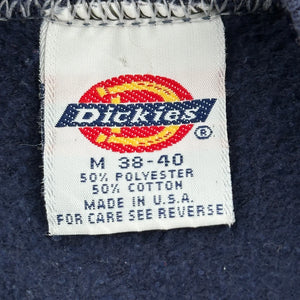 Dickies ®
M 38-40
50% POLYESTER
50% COTTON
MADE IN U.S.A.
FOR CARE SEE REVERSE